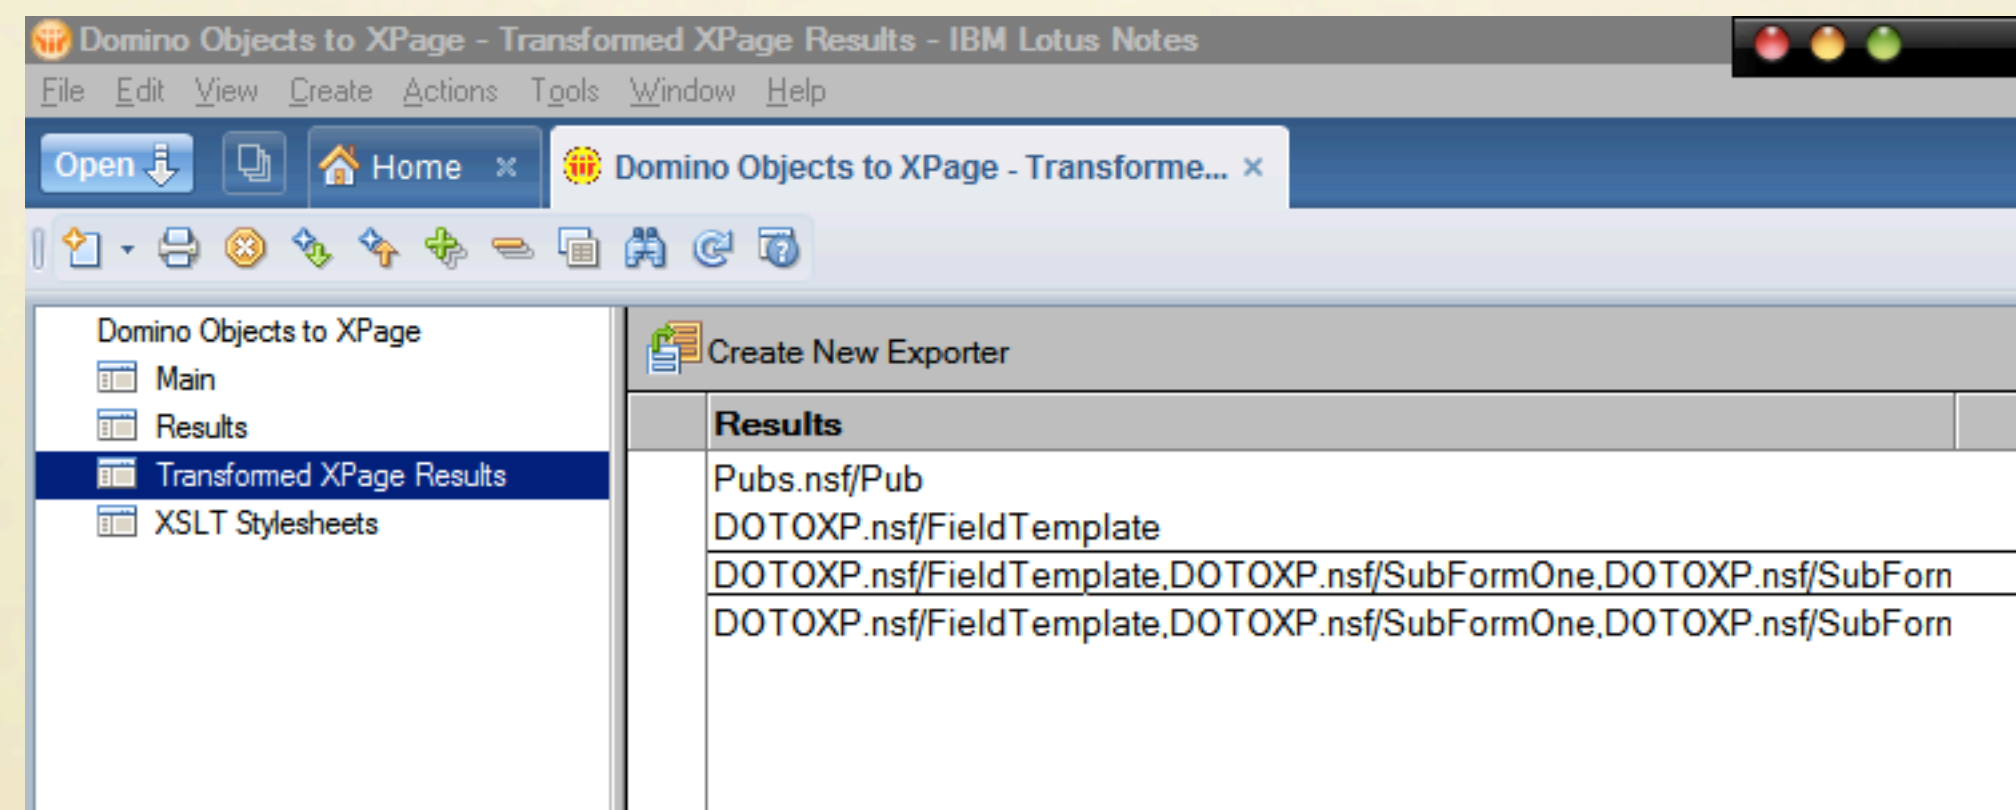 Domino Objects to XPage - Transformed XPage Results - IBM Lotus Notes
File Edit View Create Actions Tools Window Help
Open Home Domino Objects to XPage - Transforme...
Domino Objects to XPage
Main
Results
Transformed XPage Results
XSLT Stylesheets
Create New Exporter
Results
Pubs.nsf/Pub
DOTOXP.nsf/FieldTemplate
DOTOXP.nsf/FieldTemplate,DOTOXP.nsf/SubFormOne,DOTOXP.nsf/SubForn
DOTOXP.nsf/FieldTemplate,DOTOXP.nsf/SubFormOne,DOTOXP.nsf/SubForn